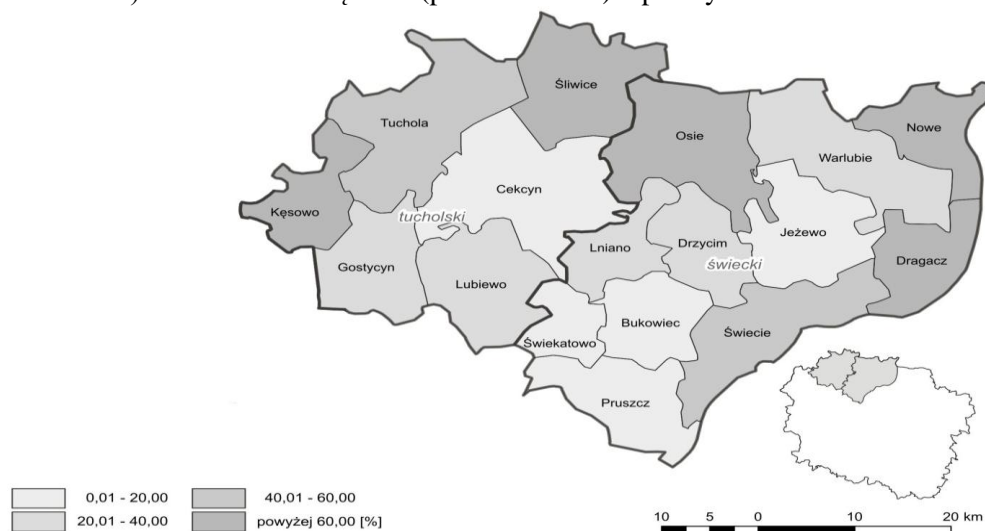 Śliwice
Tuchola
Nowe
Osie
Warlubie
Cekcyn
Kęsowo
tucholski
Jeżewo
Lniano
Drzycim
Dragacz
Gostycyn
świecki
Lubiewo
Bukowiec
Świecie
Świekatowo
Pruszcz
0,01 - 20,00
40,01 - 60,00
20,01 - 40,00
powyżej 60,00 [%]
10 5 0 10 20 km